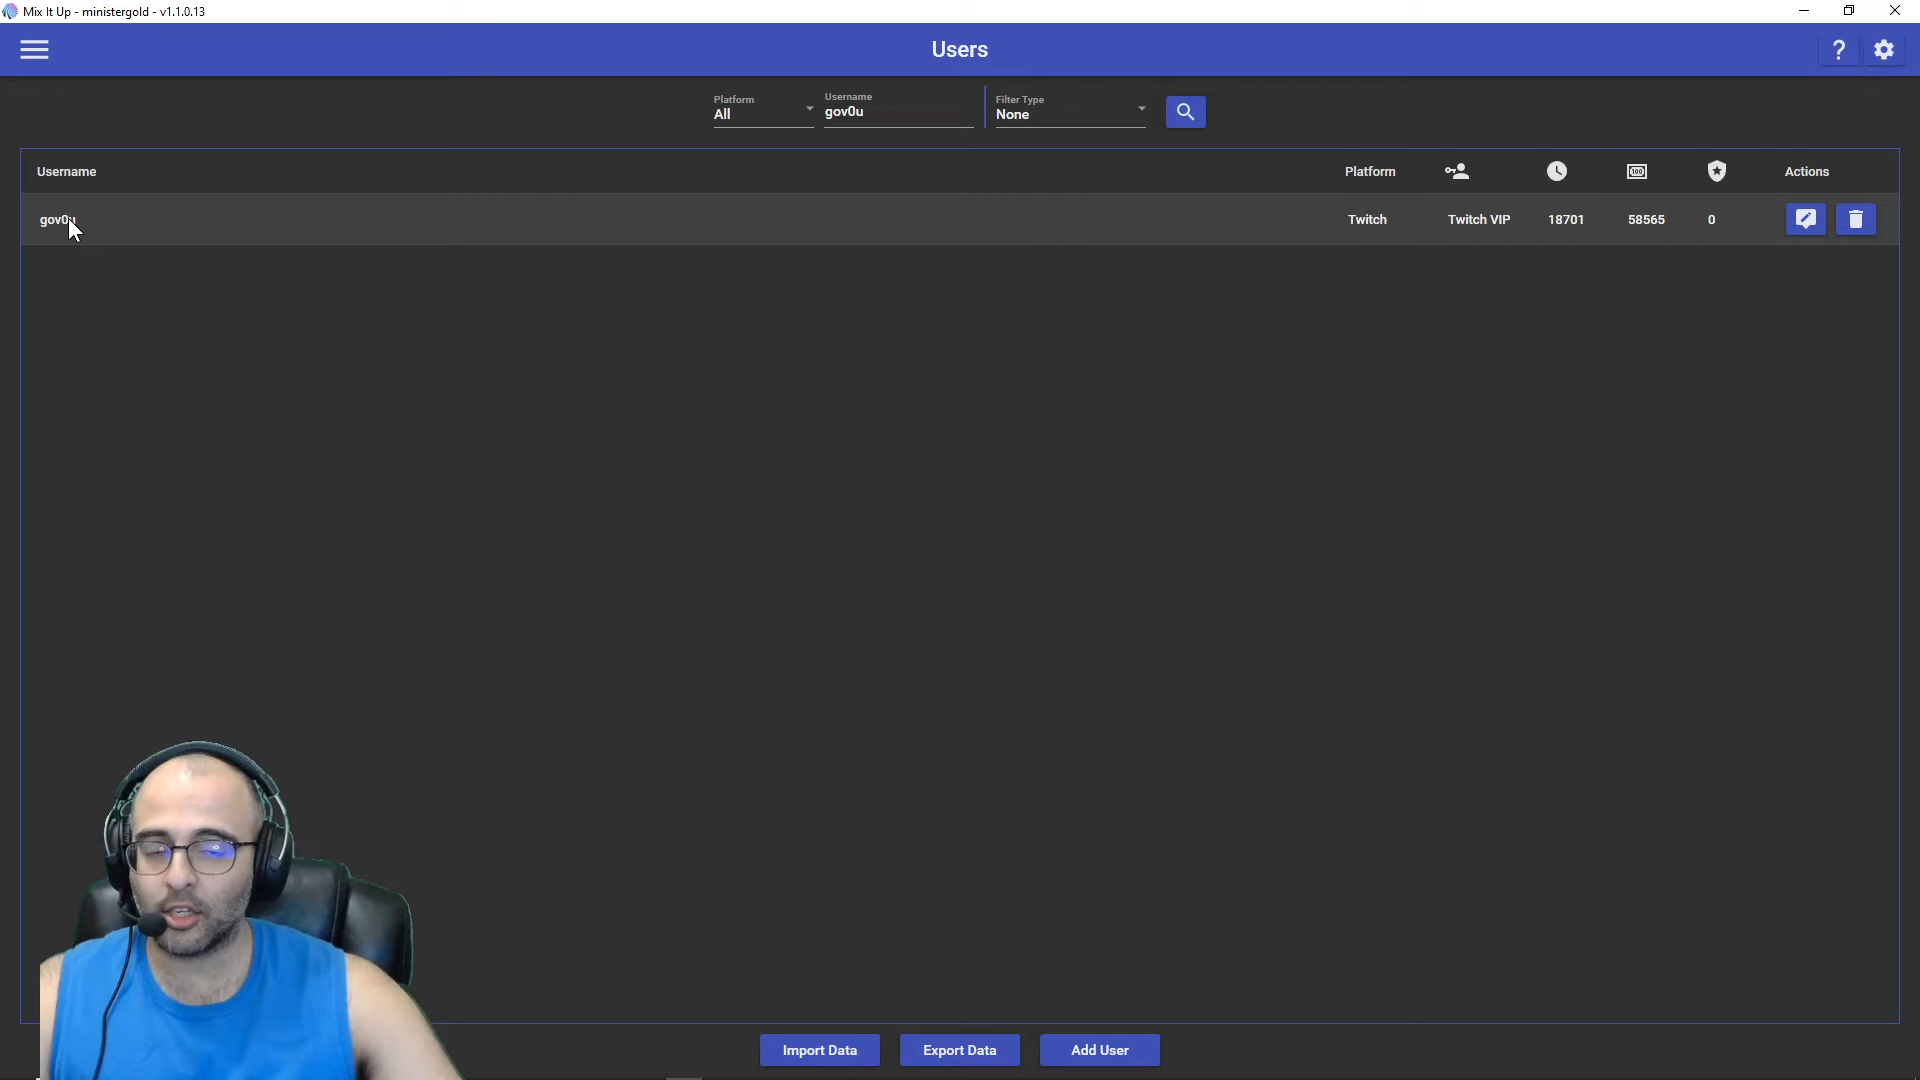 Mix It Up - ministergold - v1.1.0.13
Users
?
Platform
All
Username
gov0u
Filter Type
None
Username
Platform
100
Actions
gov0u
Twitch
Twitch VIP
18701
58565
0
Import Data
Export Data
Add User